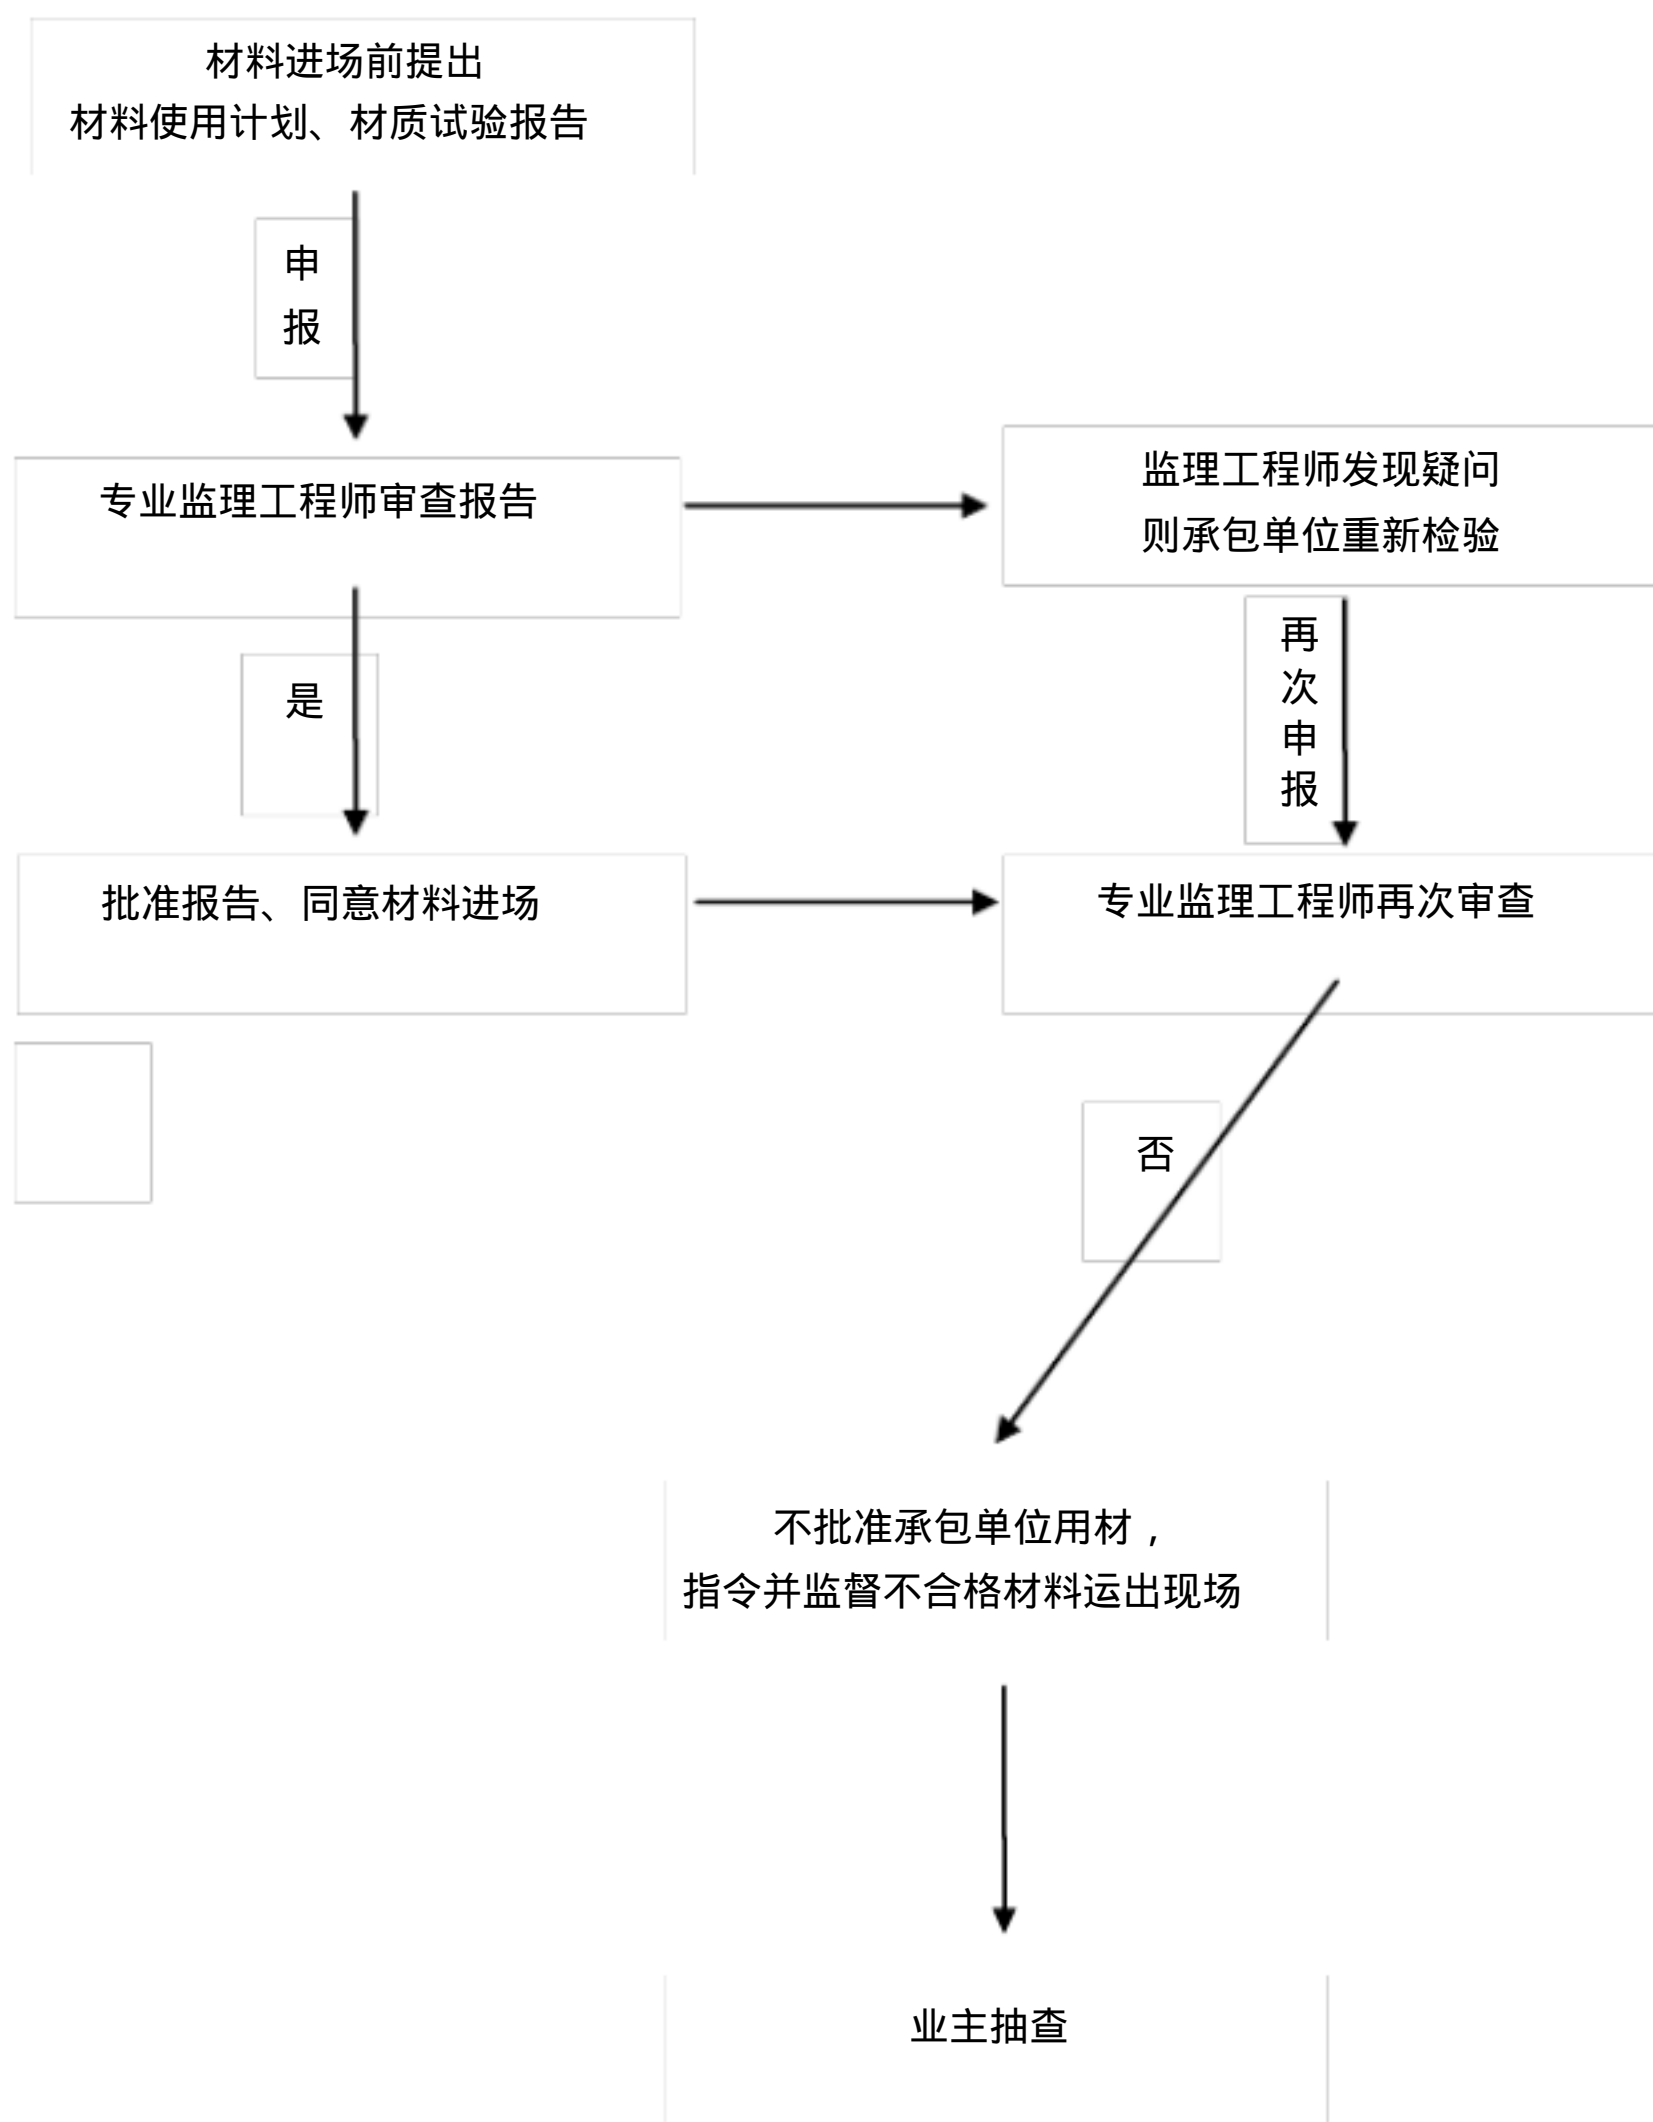 材料进场前提出
材料使用计划、材质试验报告
申
报
专业监理工程师审查报告
监理工程师发现疑问
则承包单位重新检验
是
再
次
申
报
批准报告、同意材料进场
专业监理工程师再次审查
否
不批准承包单位用材，
指令并监督不合格材料运出现场
业主抽查